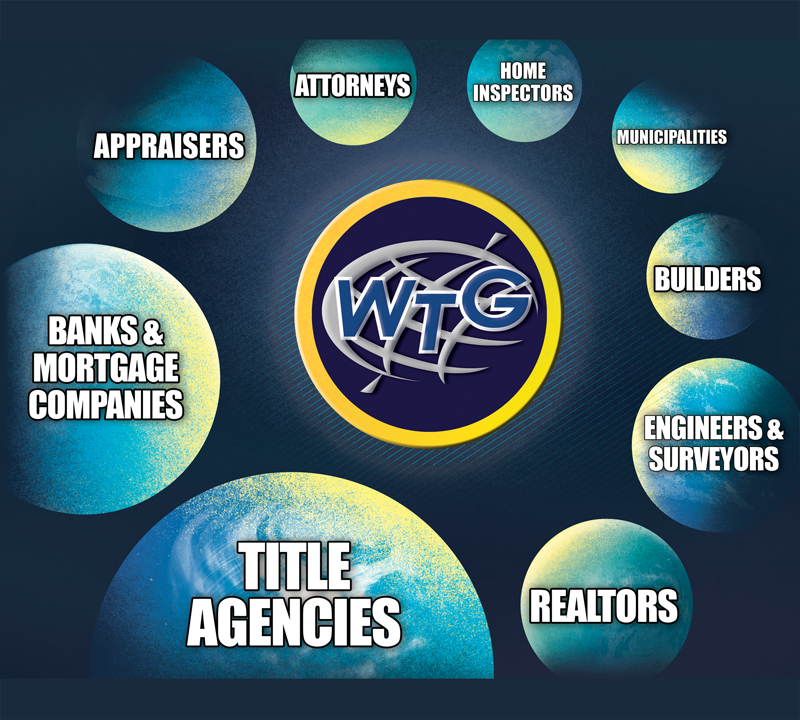 ATTORNEYS
HOME
INSPECTORS
APPRAISERS
MUNICIPALITIES
WTG
BUILDERS
BANKS &
MORTGAGE
COMPANIES
ENGINEERS &
SURVEYORS
TITLE
AGENCIES
REALTORS